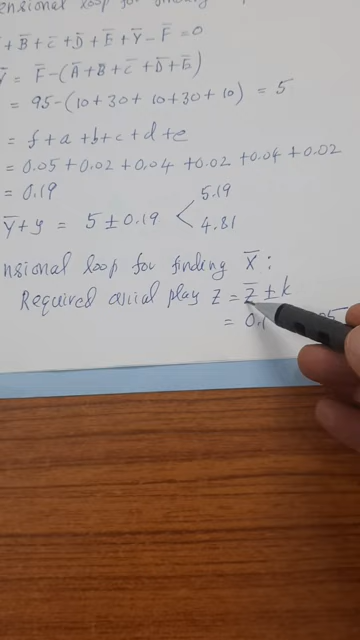 ensional loop for finding
+ B̅ + C̅ + D̅ + E̅ + Y̅ - F̅ = 0
= F̅ - (A̅ + B̅ + C̅ + D̅ + E̅)
= 95 - (10 + 30 + 10 + 30 + 10) = 5
= f + a + b + c + d + e
= 0.05 + 0.02 + 0.04 + 0.02 + 0.04 + 0.02
= 0.19
Y̅ + y = 5 ± 0.19 < 5.19
4.81
nsional loop for finding X̅ :
Required axial play Z = Z̅ ± k
= 0.1